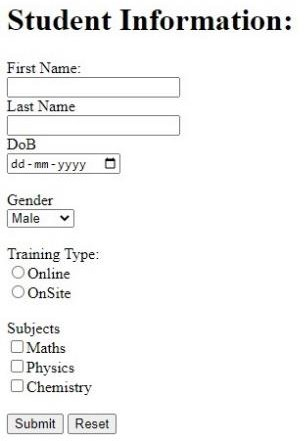 Student Information:
First Name:
Last Name
DoB
dd-mm-yyyy
Gender
Male
Training Type:
Online
OnSite
Subjects
Maths
Physics
Chemistry
Submit Reset